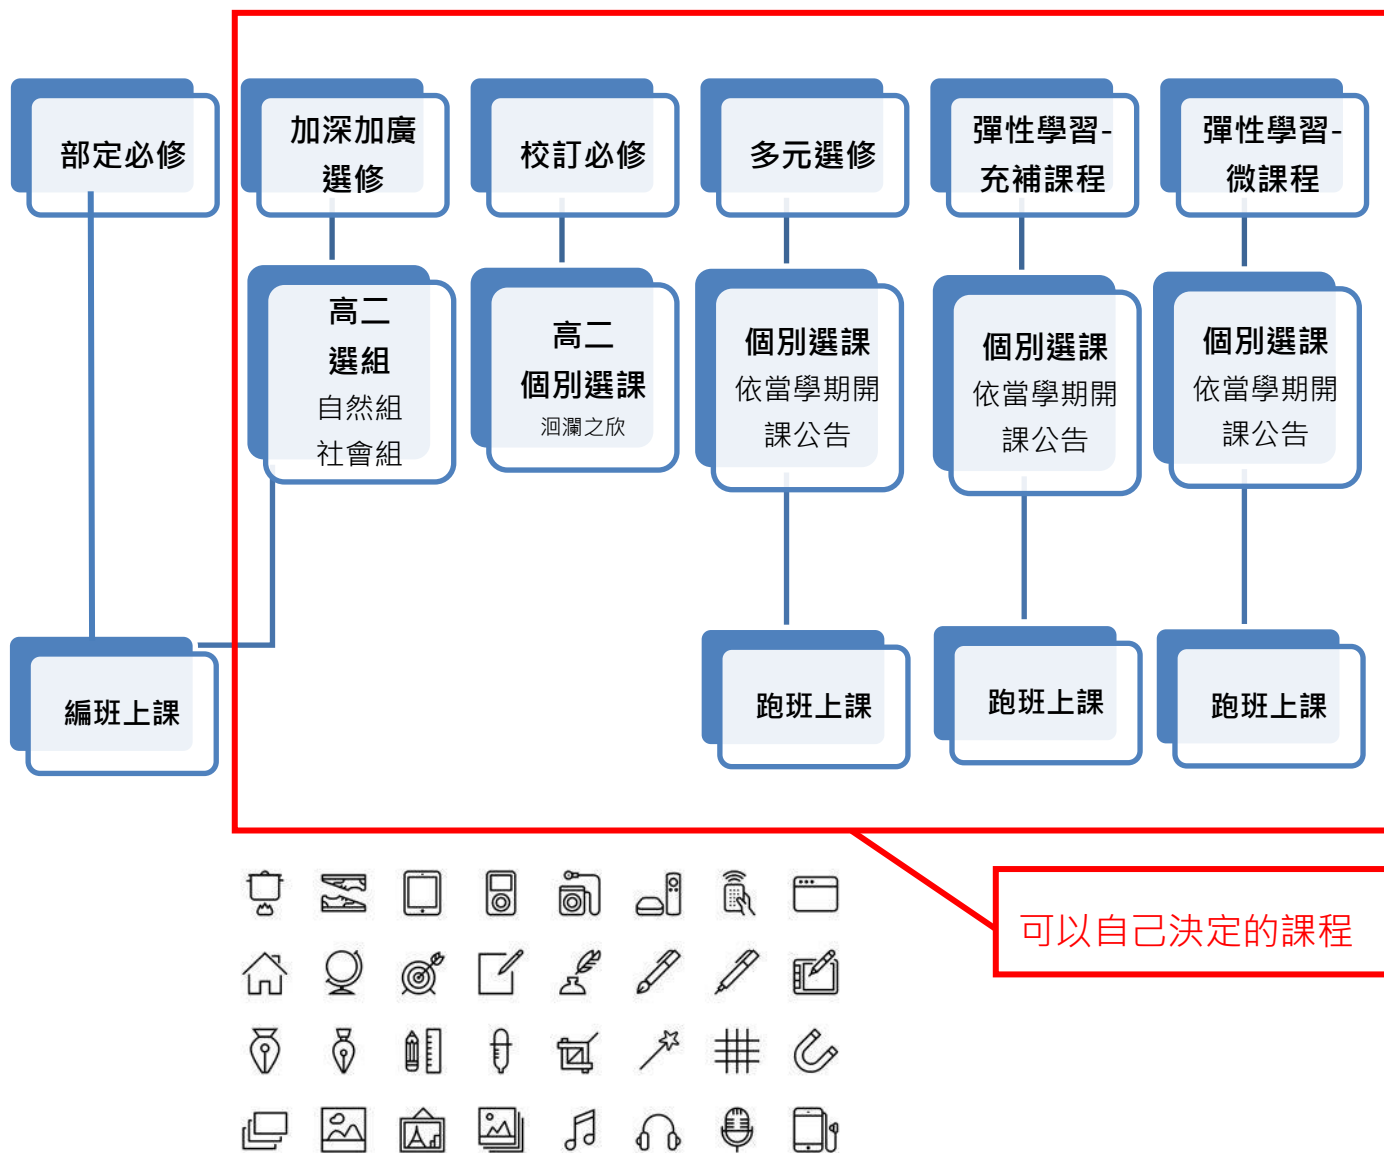 部定必修
加深加廣
選修
校訂必修
多元選修
彈性學習-
充補課程
彈性學習-
微課程
高二
選組
自然組
社會組
高二
個別選課
洄瀾之欣
個別選課
依當學期開
課公告
個別選課
依當學期開
課公告
個別選課
依當學期開
課公告
編班上課
跑班上課
跑班上課
跑班上課
可以自己決定的課程